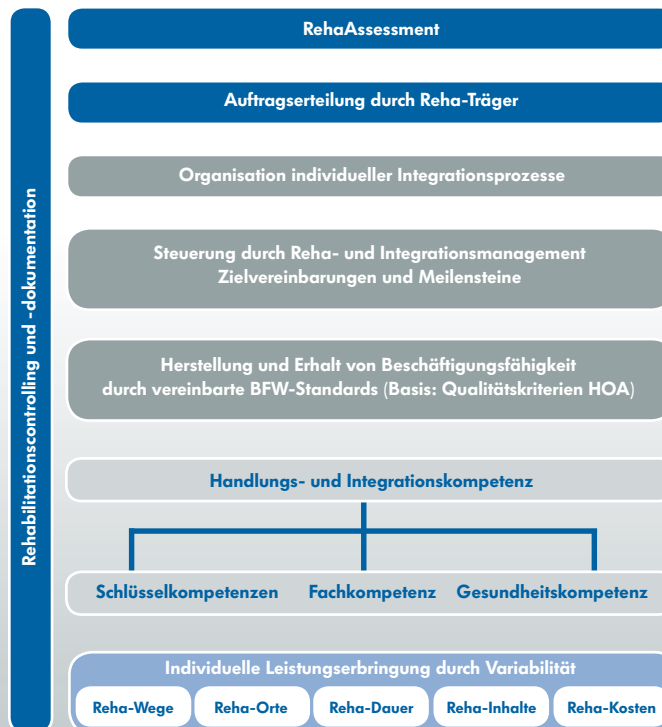 Rehabilitationscontrolling und -dokumentation
RehaAssessment
Auftragserteilung durch Reha-Träger
Organisation individueller Integrationsprozesse
Steuerung durch Reha- und Integrationsmanagement
Zielvereinbarungen und Meilensteine
Herstellung und Erhalt von Beschäftigungsfähigkeit
durch vereinbarte BFW-Standards (Basis: Qualitätskriterien HOA)
Handlungs- und Integrationskompetenz
Schlüsselkompetenzen Fachkompetenz Gesundheitskompetenz
Individuelle Leistungserbringung durch Variabilität
Reha-Wege Reha-Orte Reha-Dauer Reha-Inhalte Reha-Kosten